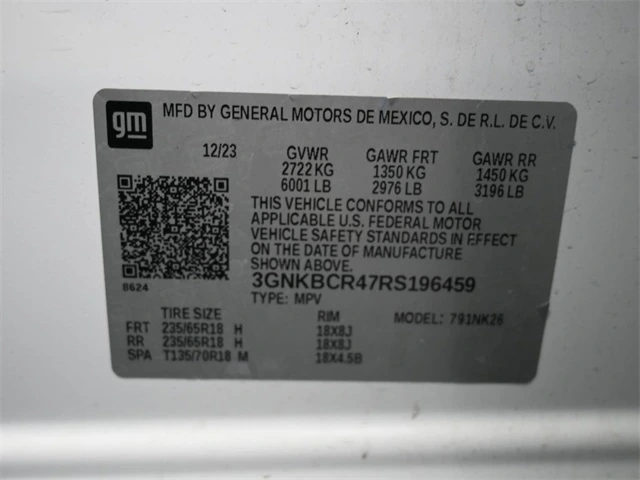 gm MFD BY GENERAL MOTORS DE MEXICO, S. DE R.L. DE C.V.
12/23 GVWR GAWR FRT GAWR RR
2722 KG 1350 KG 1450 KG
6001 LB 2976 LB 3196 LB
THIS VEHICLE CONFORMS TO ALL
APPLICABLE U.S. FEDERAL MOTOR
VEHICLE SAFETY STANDARDS IN EFFECT
ON THE DATE OF MANUFACTURE
SHOWN ABOVE.
8624 3GNKBCR47RS196459
TYPE: MPV
TIRE SIZE RIM MODEL: 791NK26
FRT 235/65R18 H 18X8J
RR 235/65R18 H 18X8J
SPA T135/70R18 M 18X4.5B